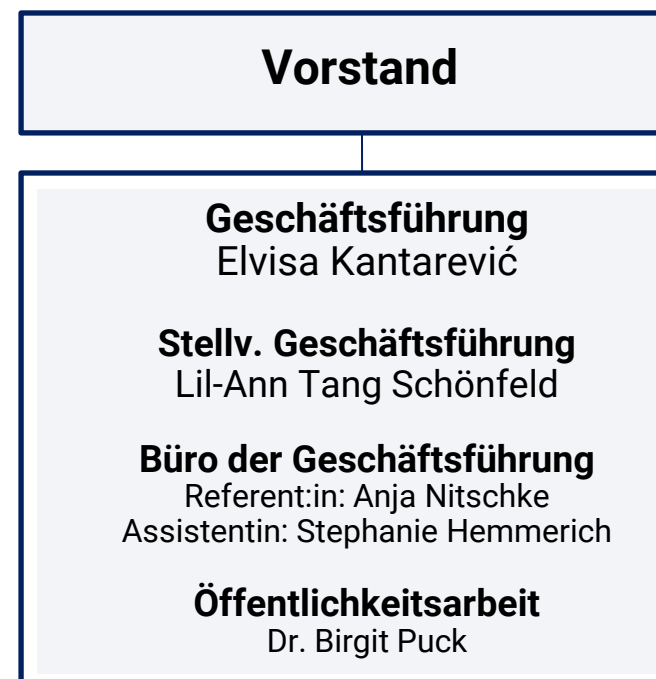 Vorstand
Geschäftsführung
Elvisa Kantarević
Stellv. Geschäftsführung
Lil-Ann Tang Schönfeld
Büro der Geschäftsführung
Referent:in: Anja Nitschke
Assistentin: Stephanie Hemmerich
Öffentlichkeitsarbeit
Dr. Birgit Puck